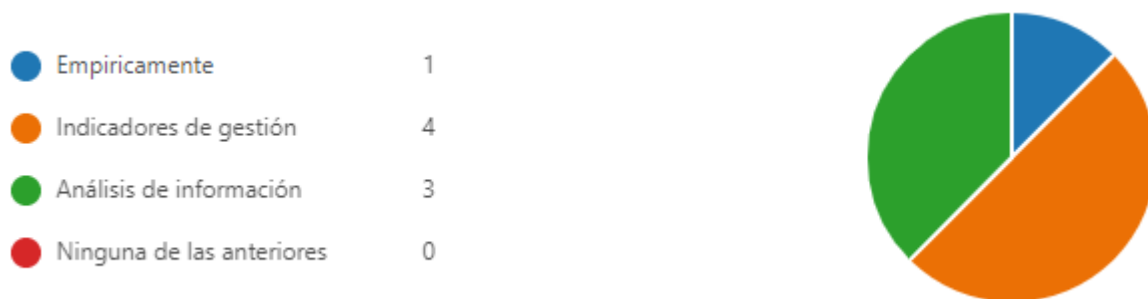 Empiricamente 1
Indicadores de gestión 4
Análisis de información 3
Ninguna de las anteriores 0